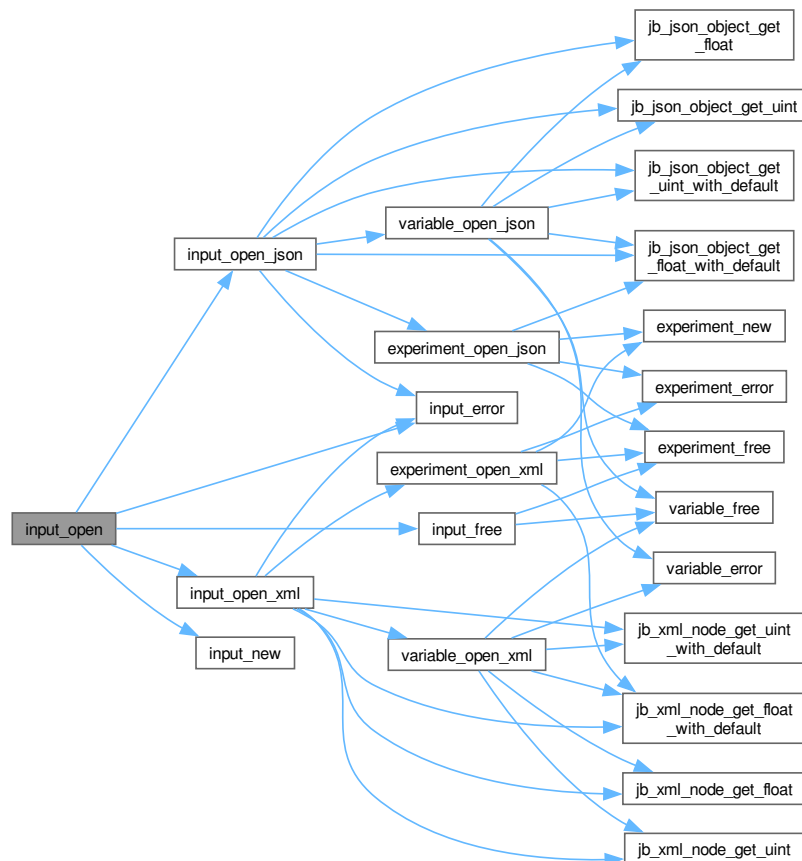 jb_json_object_get
_float
jb_json_object_get_uint
jb_json_object_get
_uint_with_default
variable_open_json
input_open_json
jb_json_object_get
_float_with_default
experiment_new
experiment_open_json
experiment_error
input_error
experiment_free
experiment_open_xml
variable_free
input_open
input_free
variable_error
input_open_xml
jb_xml_node_get_uint
_with_default
input_new
variable_open_xml
jb_xml_node_get_float
_with_default
jb_xml_node_get_float
jb_xml_node_get_uint